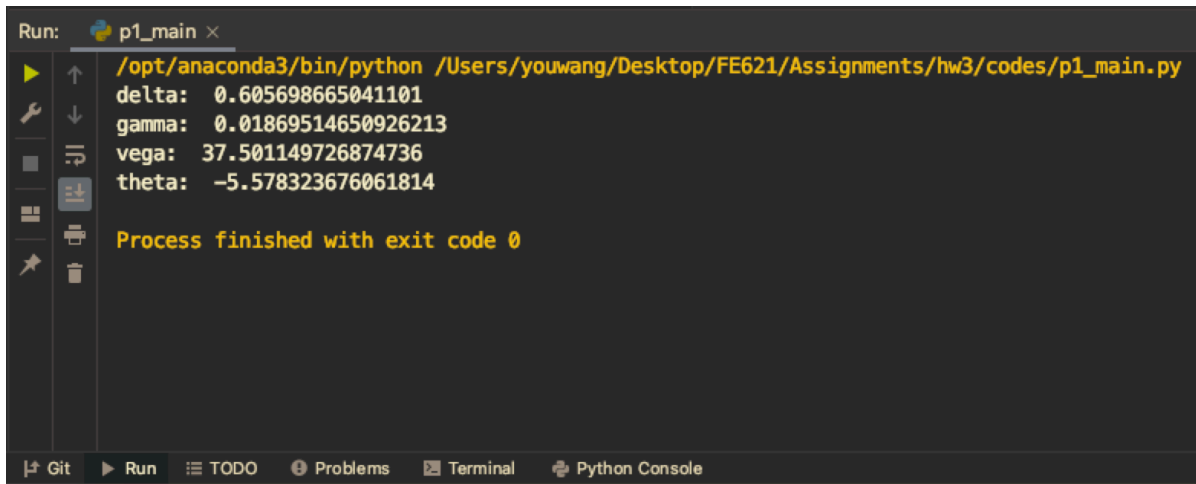 Run: p1_main ×
/opt/anaconda3/bin/python /Users/youwang/Desktop/FE621/Assignments/hw3/codes/p1_main.py
delta:  0.605698665041101
gamma:  0.01869514650926213
vega:  37.501149726874736
theta:  -5.578323676061814
Process finished with exit code 0
Git Run TODO Problems Terminal Python Console